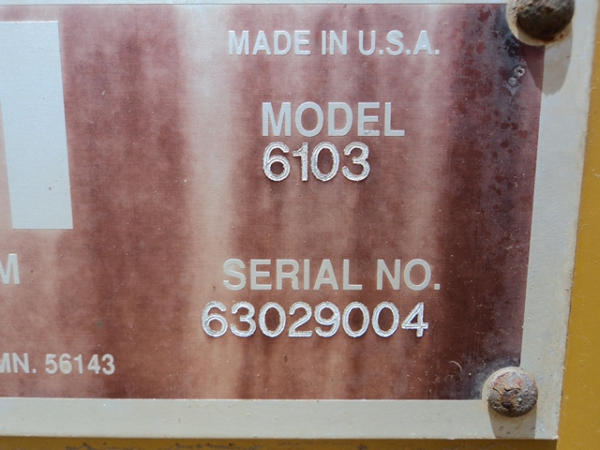 MADE IN U.S.A.
MODEL
6103
M
SERIAL NO.
63029004
MN. 56143